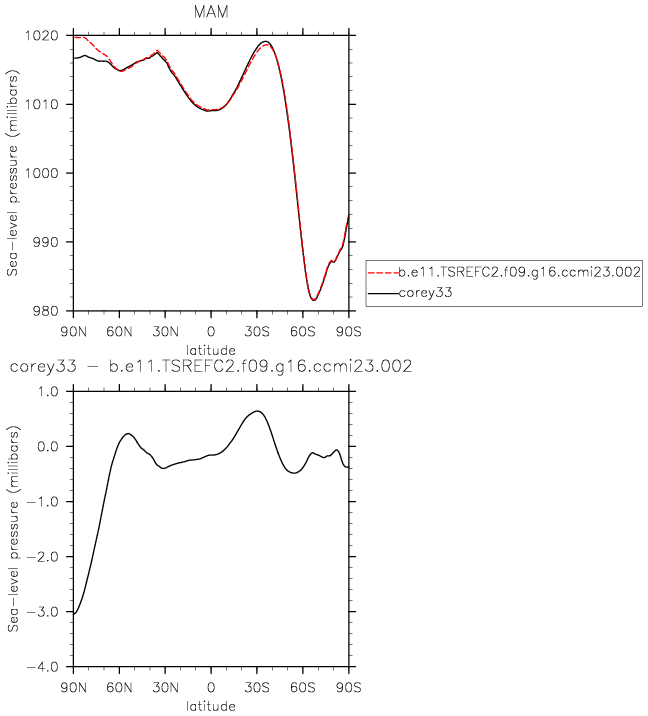 MAM
1020
1010
1000
990
980
Sea-level pressure (millibars)
90N 60N 30N 0 30S 60S 90S
latitude
b.e11.TSREFC2.f09.g16.ccmi23.002
corey33
corey33 - b.e11.TSREFC2.f09.g16.ccmi23.002
1.0
0.0
-1.0
-2.0
-3.0
-4.0
Sea-level pressure (millibars)
90N 60N 30N 0 30S 60S 90S
latitude